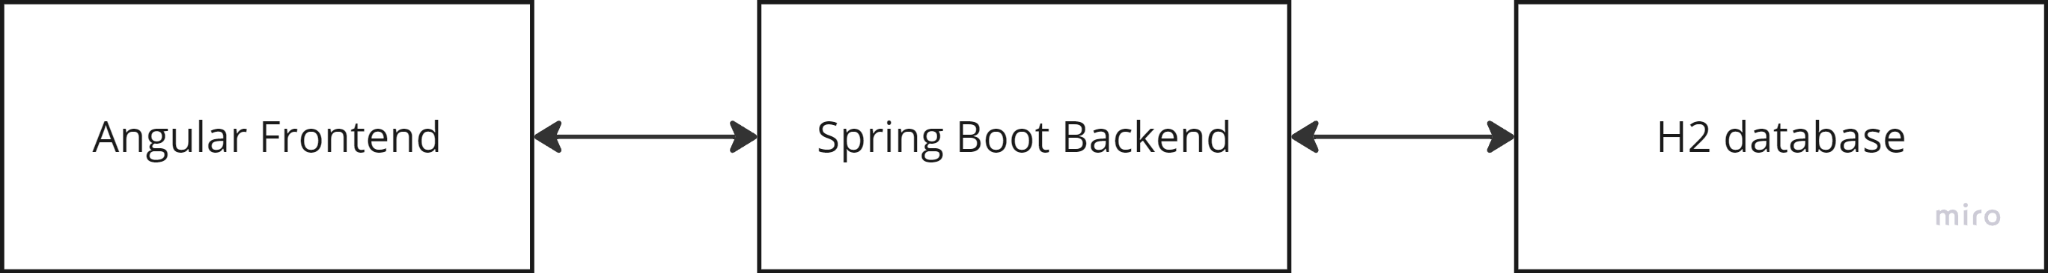 Angular Frontend
Spring Boot Backend
H2 database
miro